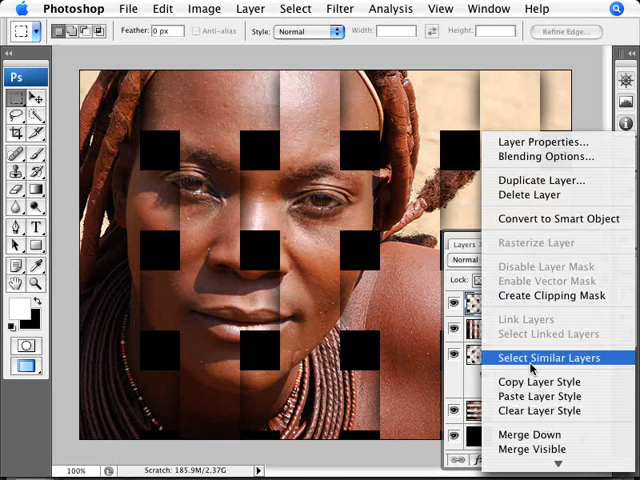 Photoshop File Edit Image Layer Select Filter Analysis View Window Help
Feather: 0 px Anti-alias Style: Normal Width: Height: Refine Edge...
Ps
Layer Properties...
Blending Options...
Duplicate Layer...
Delete Layer
Convert to Smart Object
Rasterize Layer
Disable Layer Mask
Enable Vector Mask
Create Clipping Mask
Link Layers
Select Linked Layers
Select Similar Layers
Copy Layer Style
Paste Layer Style
Clear Layer Style
Merge Down
Merge Visible
Layers
Normal
Lock:
100% Scratch: 185.9M/2.37G